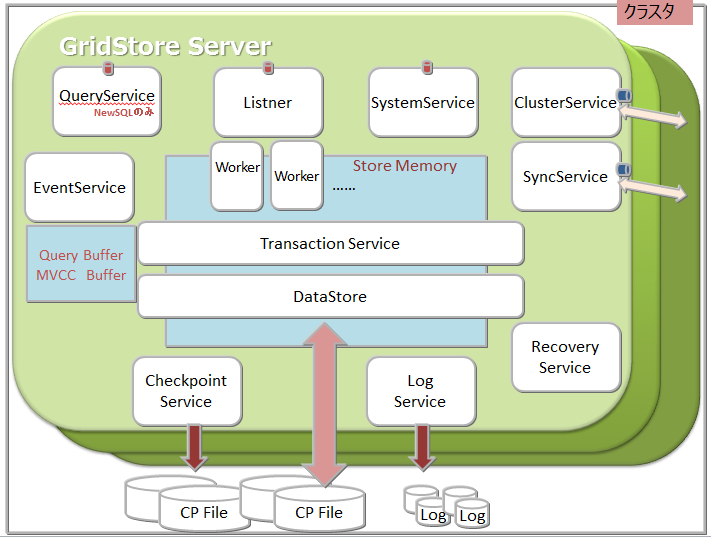 クラスタ
GridStore Server
QueryService
NewSQLのみ
Listner
SystemService
ClusterService
EventService
Worker
Worker
Store Memory
......
SyncService
Query Buffer
MVCC Buffer
Transaction Service
DataStore
Recovery
Service
Checkpoint
Service
Log
Service
CP File
CP File
Log
Log